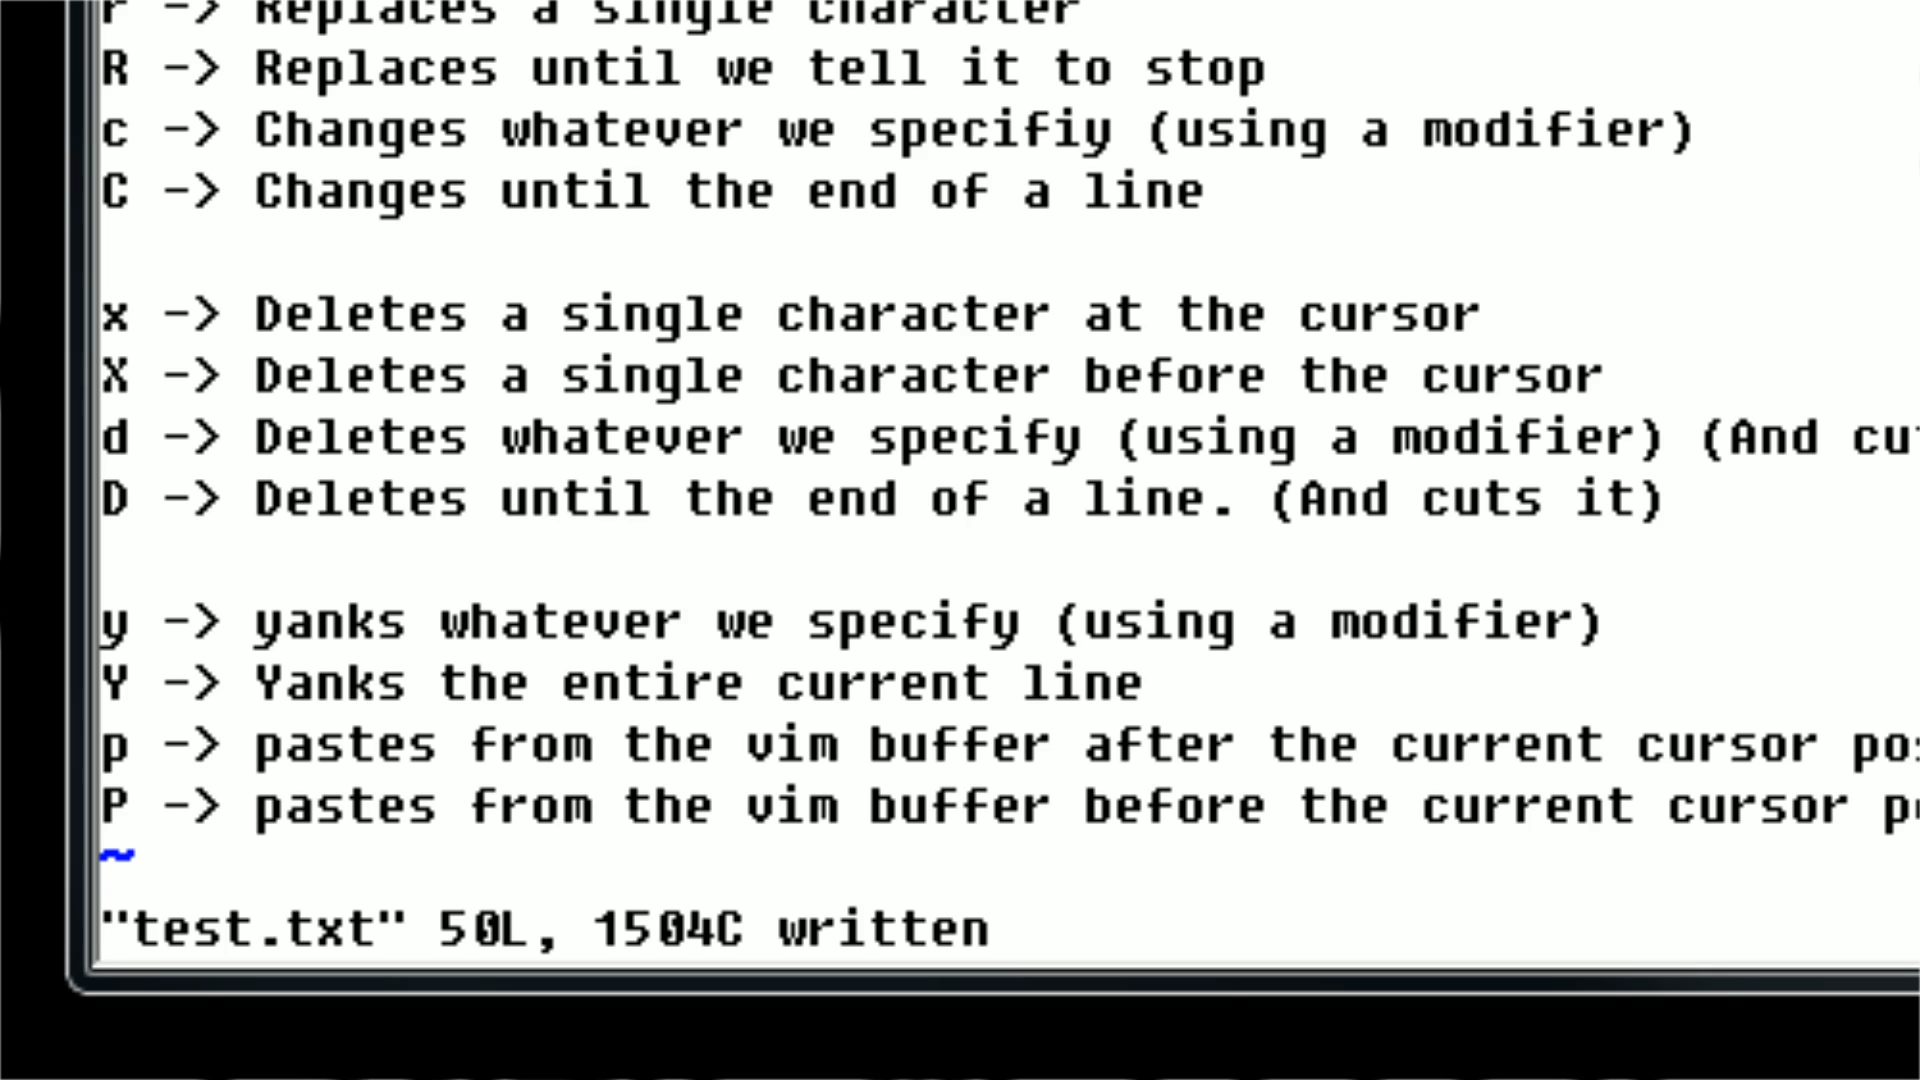 r -> Replaces a single character
R -> Replaces until we tell it to stop
c -> Changes whatever we specifiy (using a modifier)
C -> Changes until the end of a line
x -> Deletes a single character at the cursor
X -> Deletes a single character before the cursor
d -> Deletes whatever we specify (using a modifier) (And
D -> Deletes until the end of a line. (And cuts it)
y -> yanks whatever we specify (using a modifier)
Y -> Yanks the entire current line
p -> pastes from the vim buffer after the current cursor
P -> pastes from the vim buffer before the current cursor
~
"test.txt" 50L, 1504C written